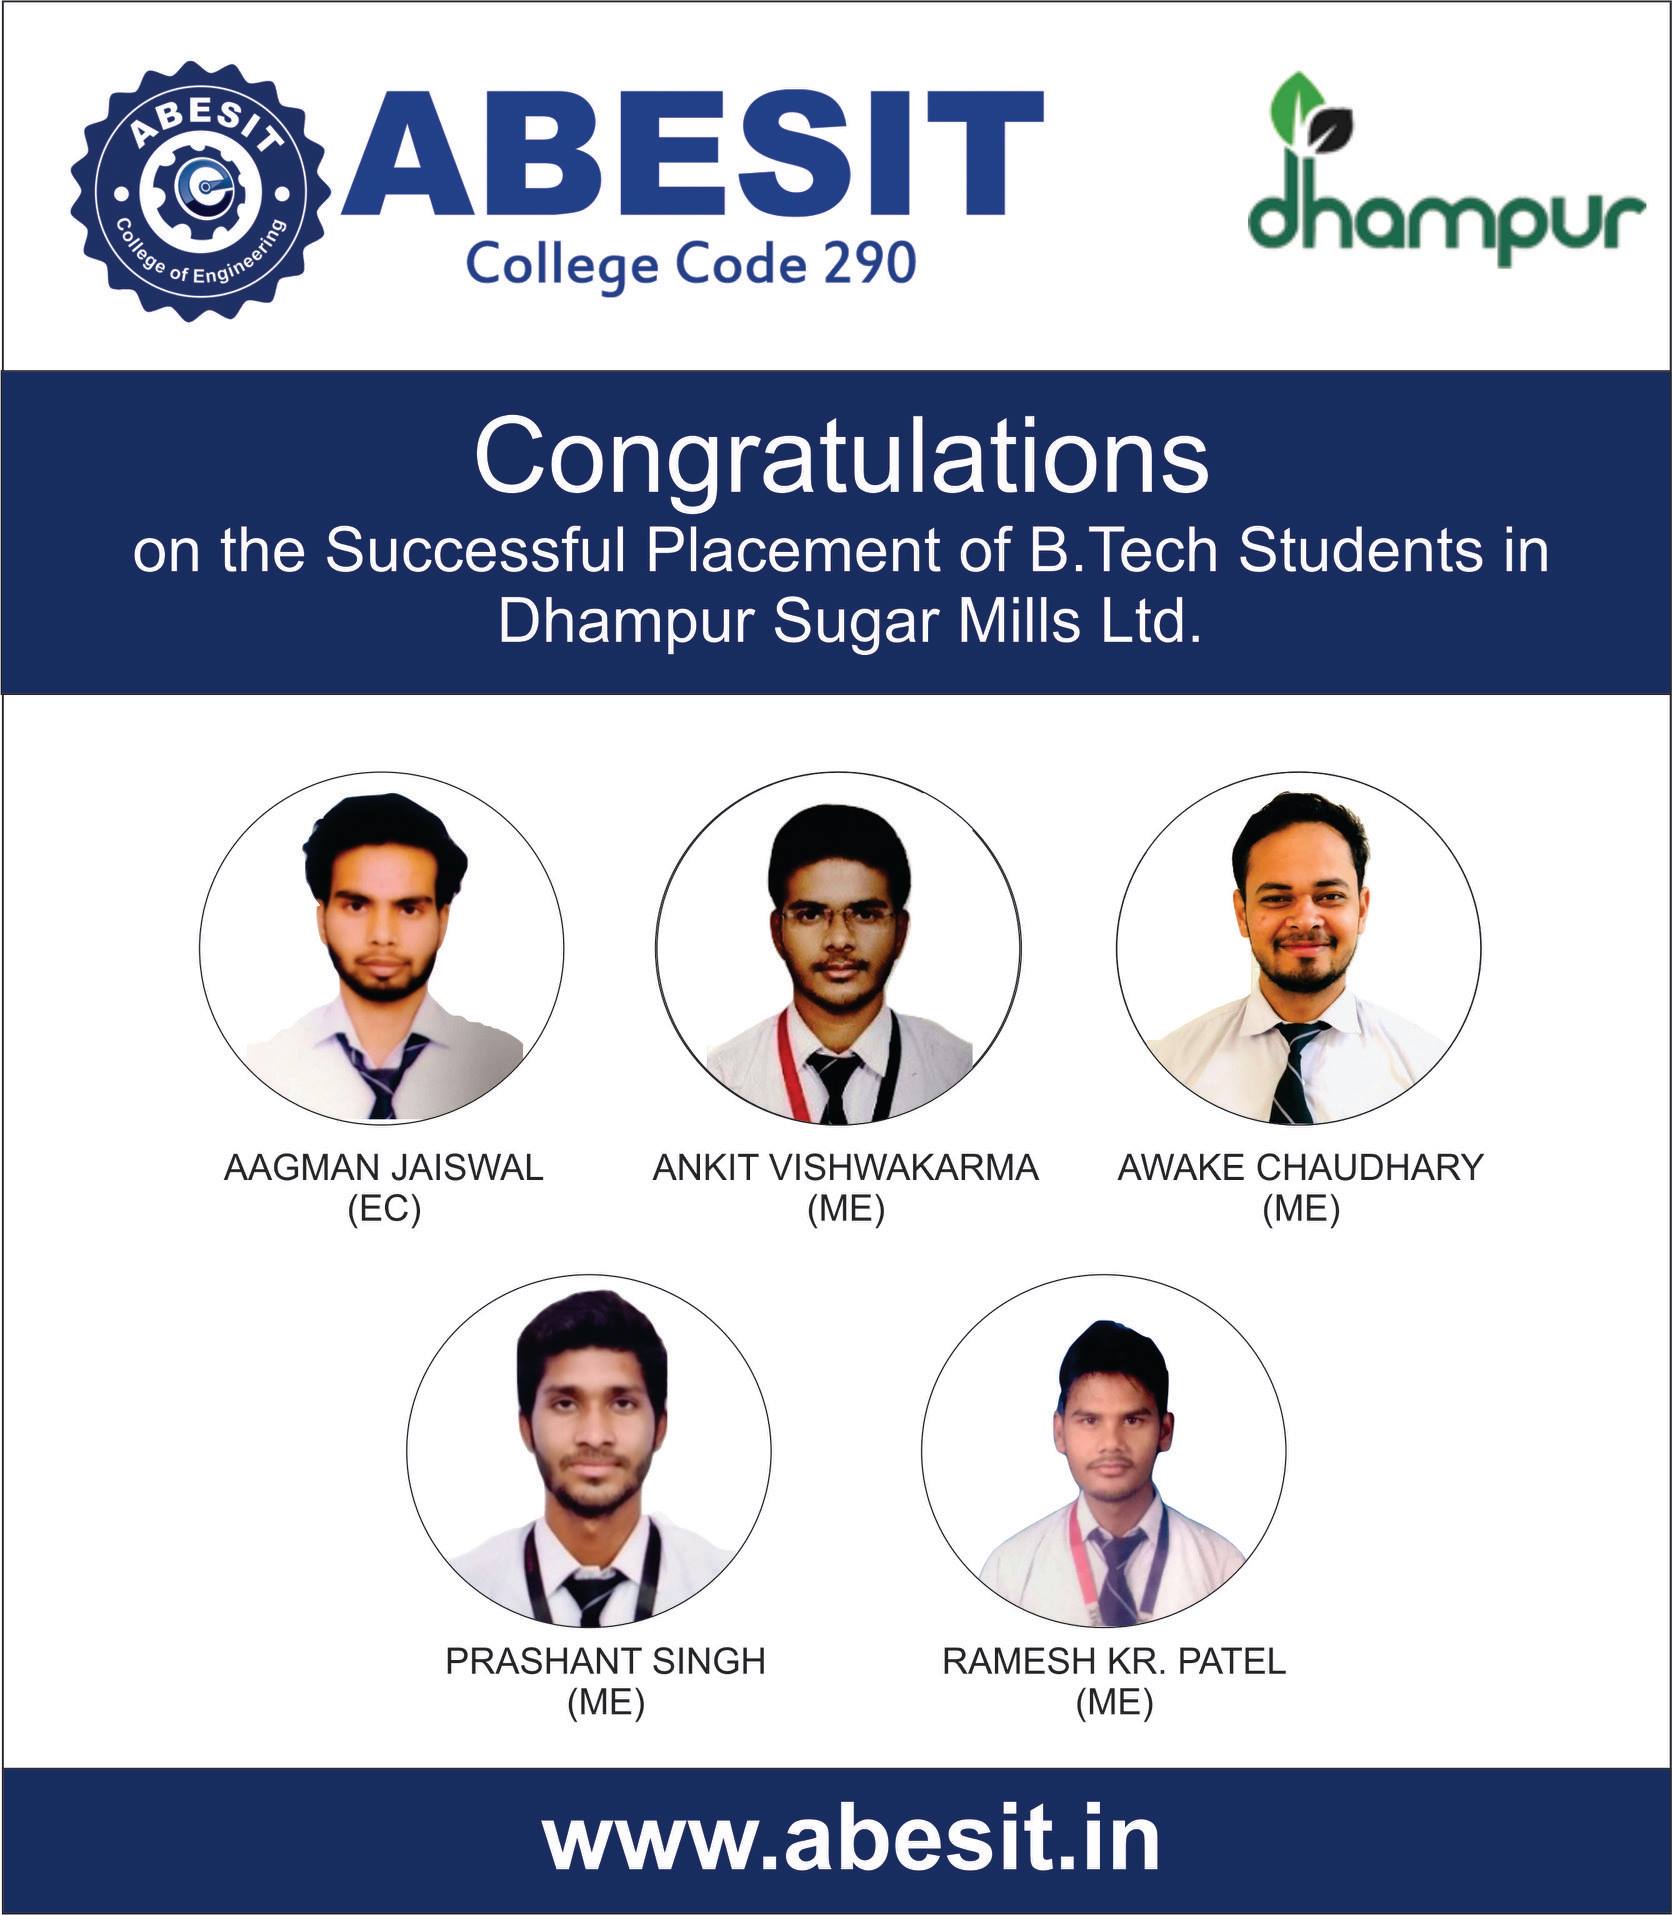 ABESIT
College of Engineering
ABESIT
College Code 290
dhampur
Congratulations
on the Successful Placement of B.Tech Students in
Dhampur Sugar Mills Ltd.
AAGMAN JAISWAL
(EC)
ANKIT VISHWAKARMA
(ME)
AWAKE CHAUDHARY
(ME)
PRASHANT SINGH
(ME)
RAMESH KR. PATEL
(ME)
www.abesit.in